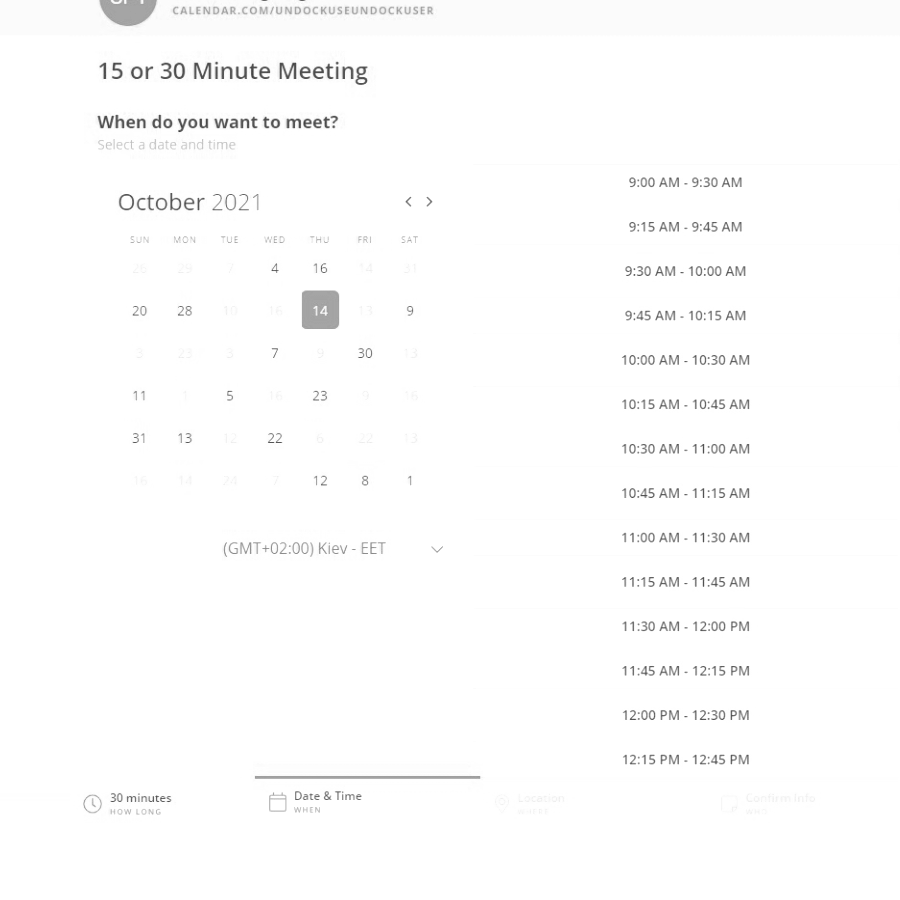 CALENDAR.COM/UNDOCKUSEUNDOCKUSER
15 or 30 Minute Meeting
When do you want to meet?
Select a date and time
October 2021
SUN MON TUE WED THU FRI SAT
26 29 7 4 16 14 31
20 28 10 16 14 13 9
3 23 3 7 9 30 13
11 1 5 16 23 9 16
31 13 12 22 6 22 13
16 14 24 7 12 8 1
(GMT+02:00) Kiev - EET
9:00 AM - 9:30 AM
9:15 AM - 9:45 AM
9:30 AM - 10:00 AM
9:45 AM - 10:15 AM
10:00 AM - 10:30 AM
10:15 AM - 10:45 AM
10:30 AM - 11:00 AM
10:45 AM - 11:15 AM
11:00 AM - 11:30 AM
11:15 AM - 11:45 AM
11:30 AM - 12:00 PM
11:45 AM - 12:15 PM
12:00 PM - 12:30 PM
12:15 PM - 12:45 PM
30 minutes
HOW LONG
Date & Time
WHEN
Location
Confirm Info